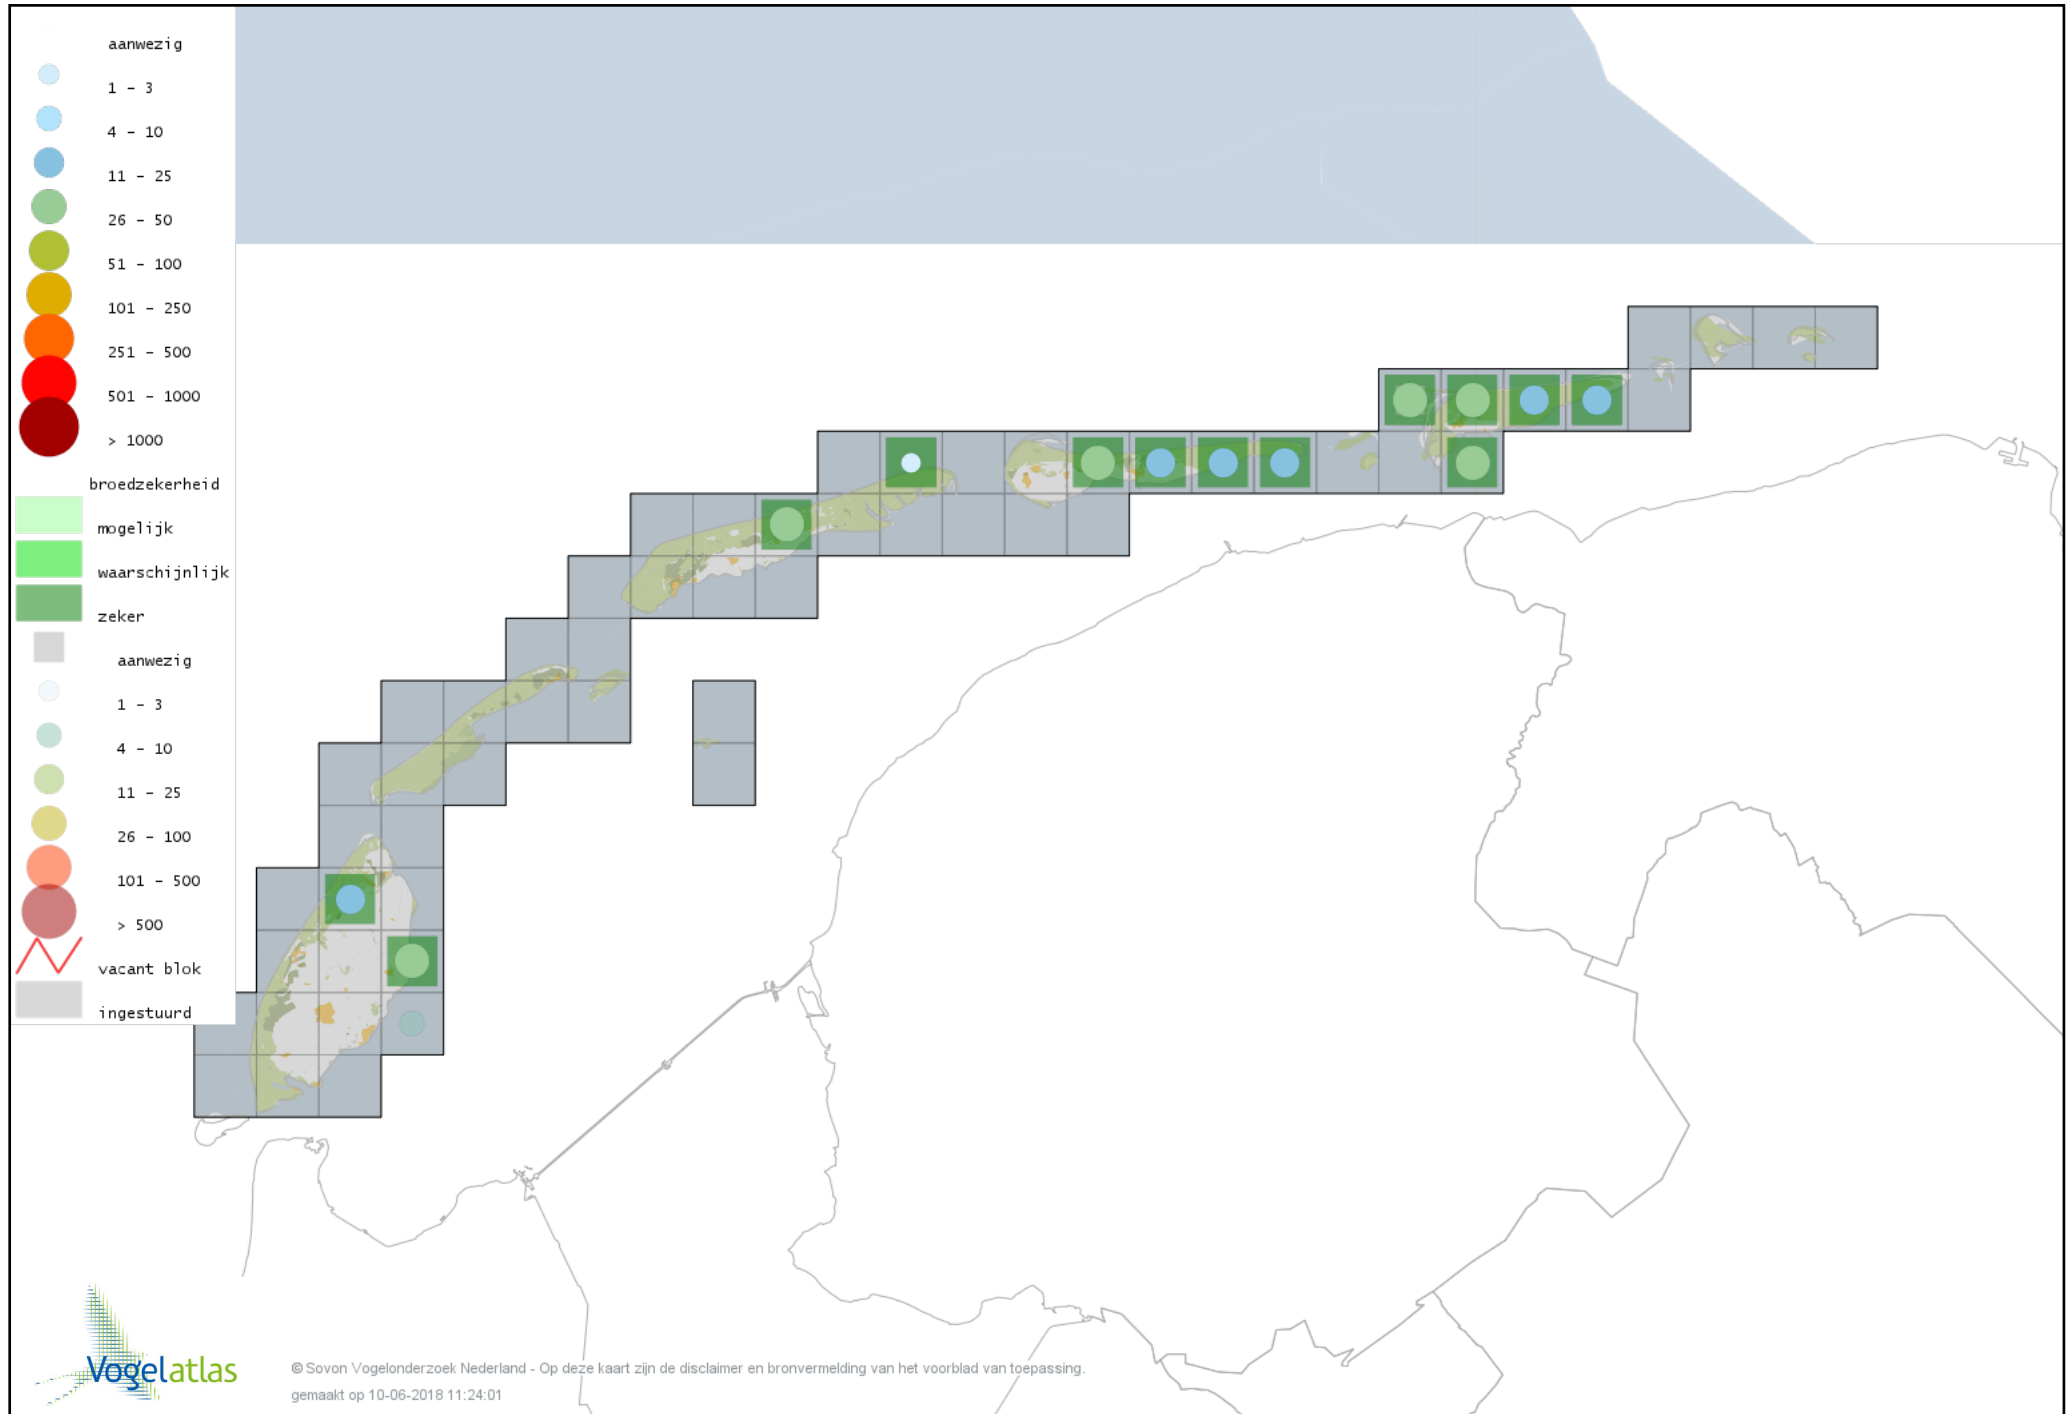 aanwezig
1 - 3
4 - 10
11 - 25
26 - 50
51 - 100
101 - 250
251 - 500
501 - 1000
> 1000
broedzekerheid
mogelijk
waarschijnlijk
zeker
aanwezig
1 - 3
4 - 10
11 - 25
26 - 100
101 - 500
> 500
vacant blok
ingestuurd
Vogelatlas
© Sovon Vogelonderzoek Nederland - Op deze kaart zijn de disclaimer en bronvermelding van het voorblad van toepassing.
gemaakt op 10-06-2018 11:24:01